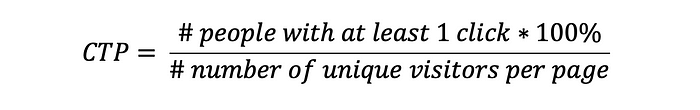 # people with at least 1 click * 100%
CTP =
# number of unique visitors per page